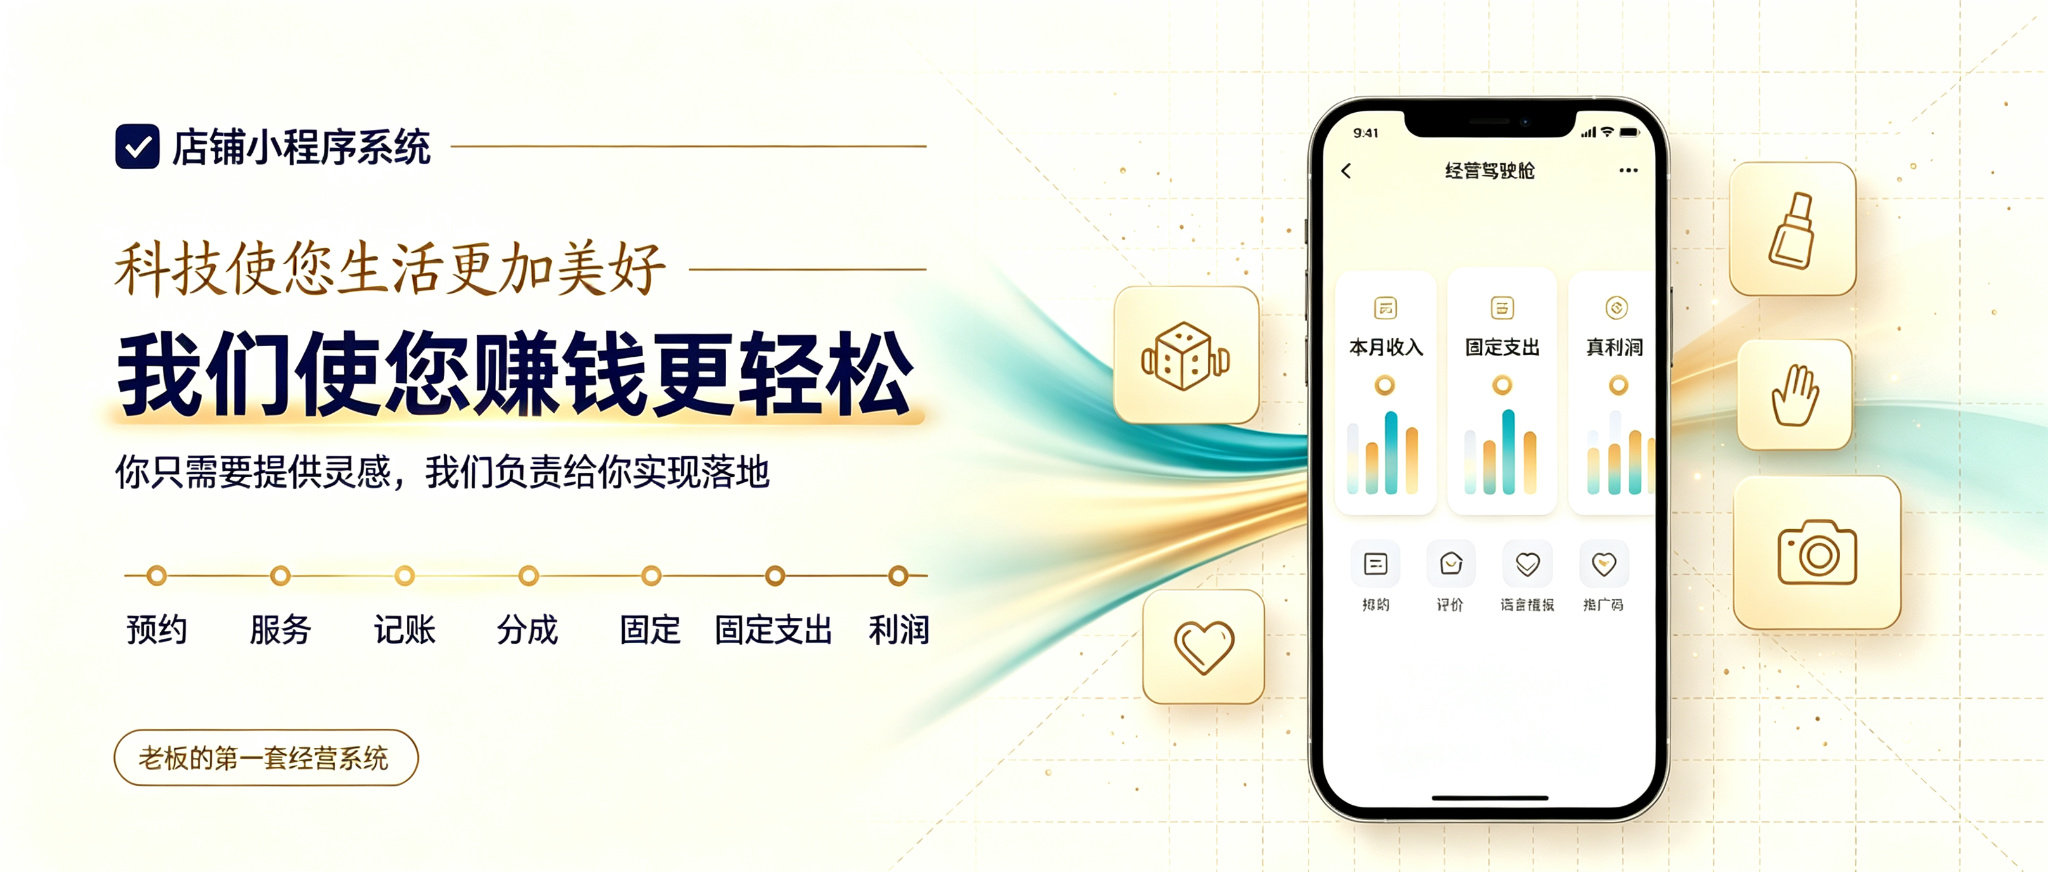 店铺小程序系统
科技使您生活更加美好
我们使您赚钱更轻松
你只需要提供灵感，我们负责给你实现落地
预约 服务 记账 分成 固定 固定支出 利润
老板的第一套经营系统
9:41
经营驾驶舱
本月收入 固定支出 真利润
评价